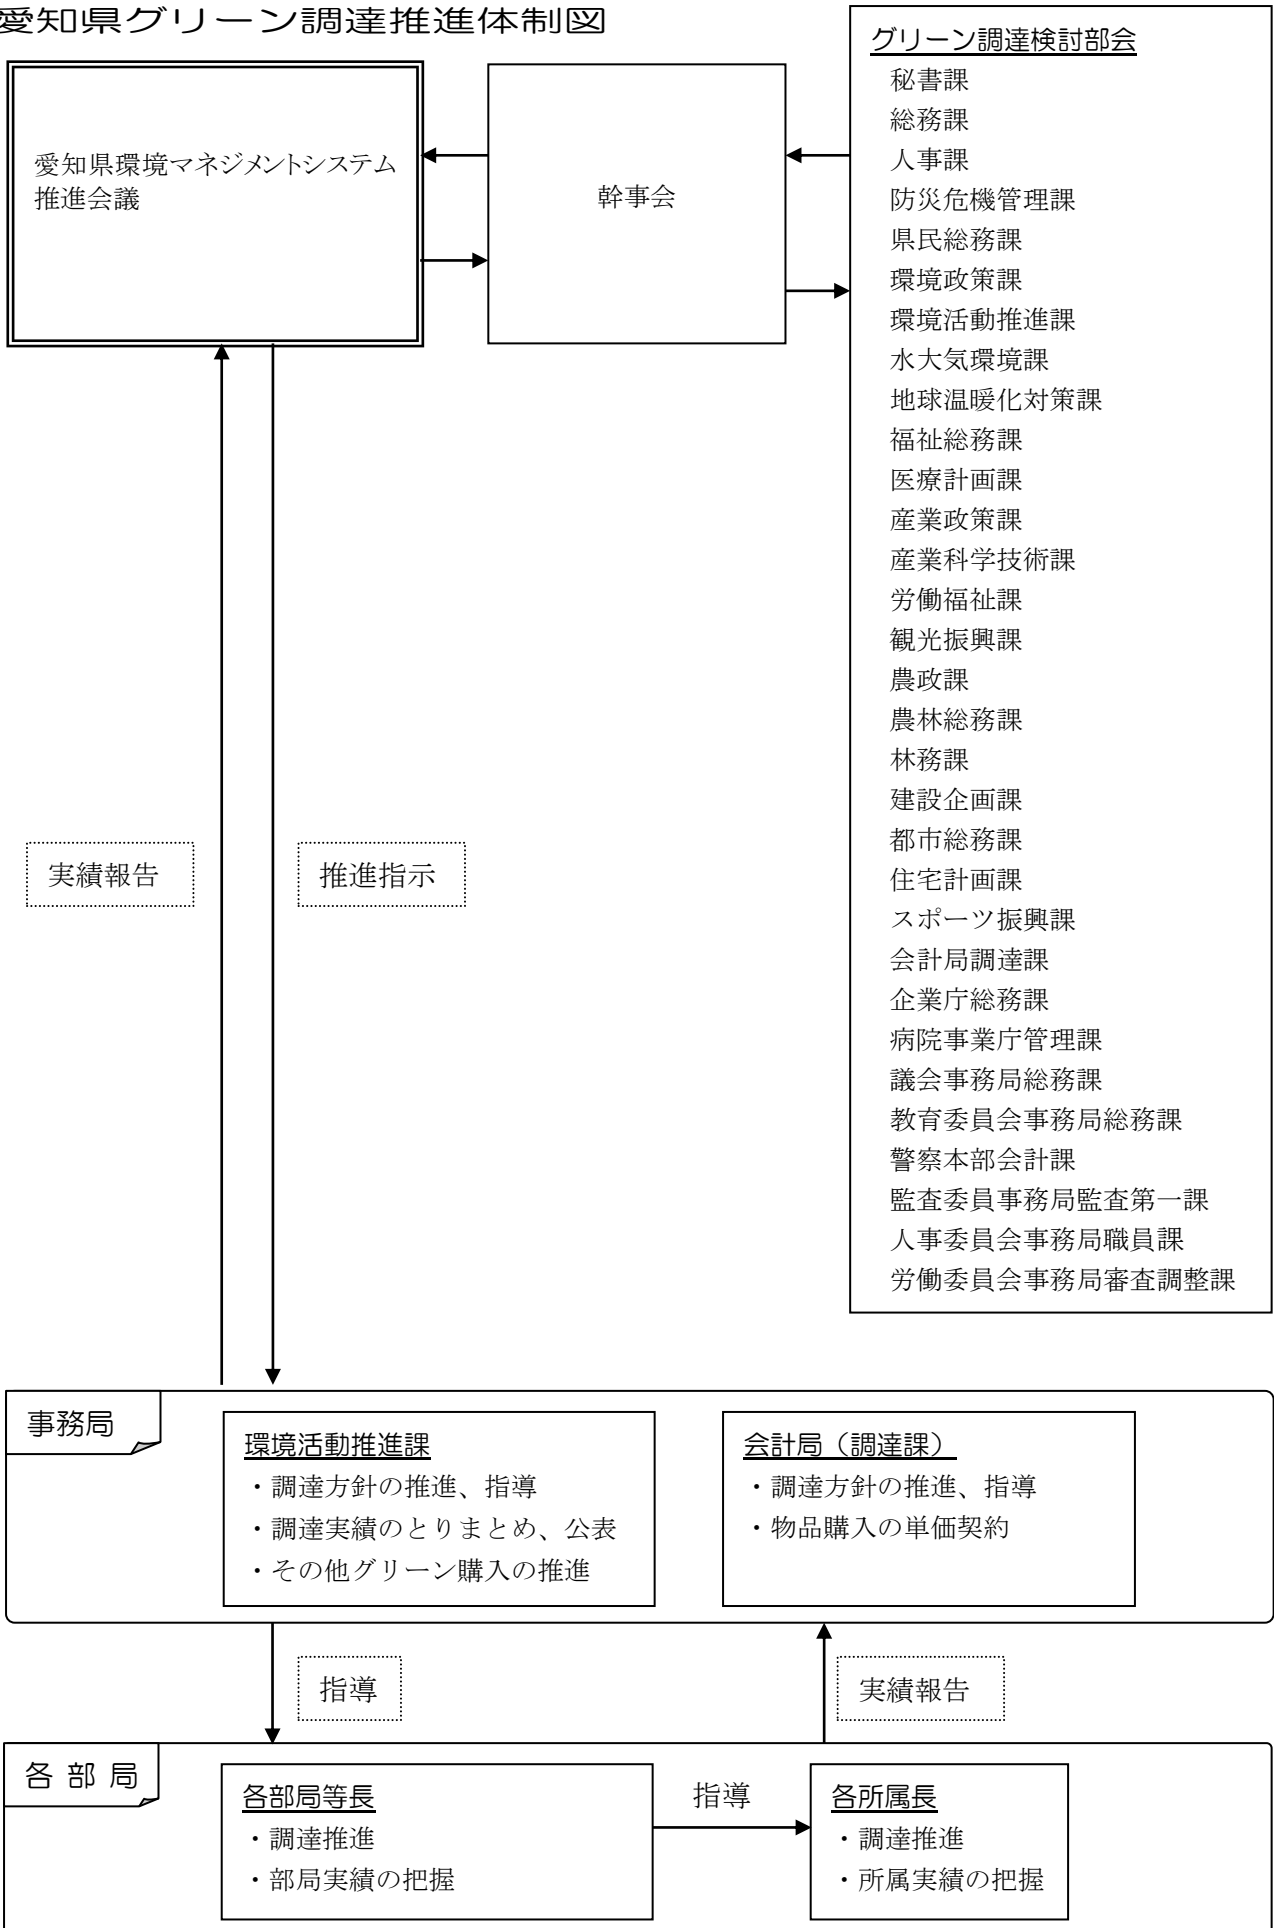 愛知県グリーン調達推進体制図
愛知県環境マネジメントシステム
推進会議
幹事会
グリーン調達検討部会
秘書課
総務課
人事課
防災危機管理課
県民総務課
環境政策課
環境活動推進課
水大気環境課
地球温暖化対策課
福祉総務課
医療計画課
産業政策課
産業科学技術課
労働福祉課
観光振興課
農政課
農林総務課
林務課
建設企画課
都市総務課
住宅計画課
スポーツ振興課
会計局調達課
企業庁総務課
病院事業庁管理課
議会事務局総務課
教育委員会事務局総務課
警察本部会計課
監査委員事務局監査第一課
人事委員会事務局職員課
労働委員会事務局審査調整課
実績報告
推進指示
事務局
環境活動推進課
・調達方針の推進、指導
・調達実績のとりまとめ、公表
・その他グリーン購入の推進
会計局（調達課）
・調達方針の推進、指導
・物品購入の単価契約
指導
実績報告
各 部 局
各部局等長
・調達推進
・部局実績の把握
指導
各所属長
・調達推進
・所属実績の把握